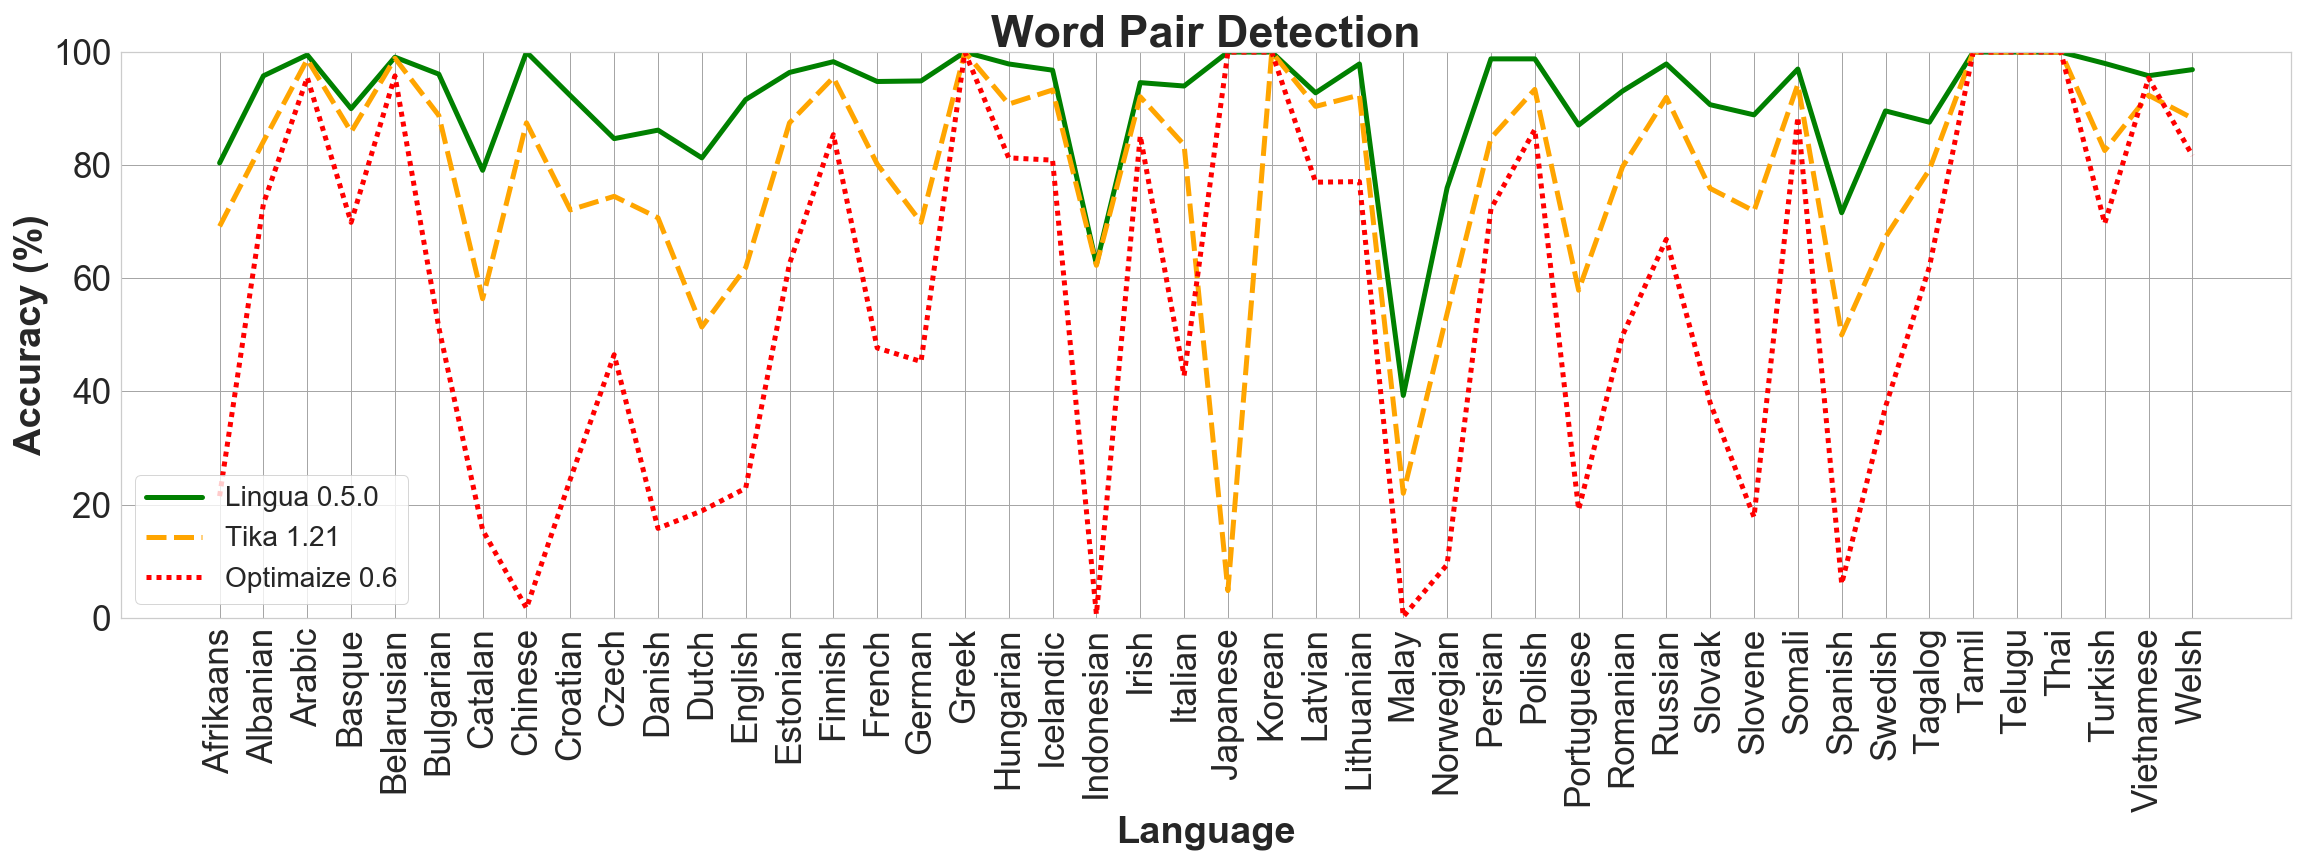 Word Pair Detection
Accuracy (%)
100
80
60
40
20
0
Lingua 0.5.0
Tika 1.21
Optimaize 0.6
Afrikaans
Albanian
Arabic
Basque
Belarusian
Bulgarian
Catalan
Chinese
Croatian
Czech
Danish
Dutch
English
Estonian
Finnish
French
German
Greek
Hungarian
Icelandic
Indonesian
Irish
Italian
Japanese
Korean
Latvian
Lithuanian
Malay
Norwegian
Persian
Polish
Portuguese
Romanian
Russian
Slovak
Slovene
Somali
Spanish
Swedish
Tagalog
Tamil
Telugu
Thai
Turkish
Vietnamese
Welsh
Language